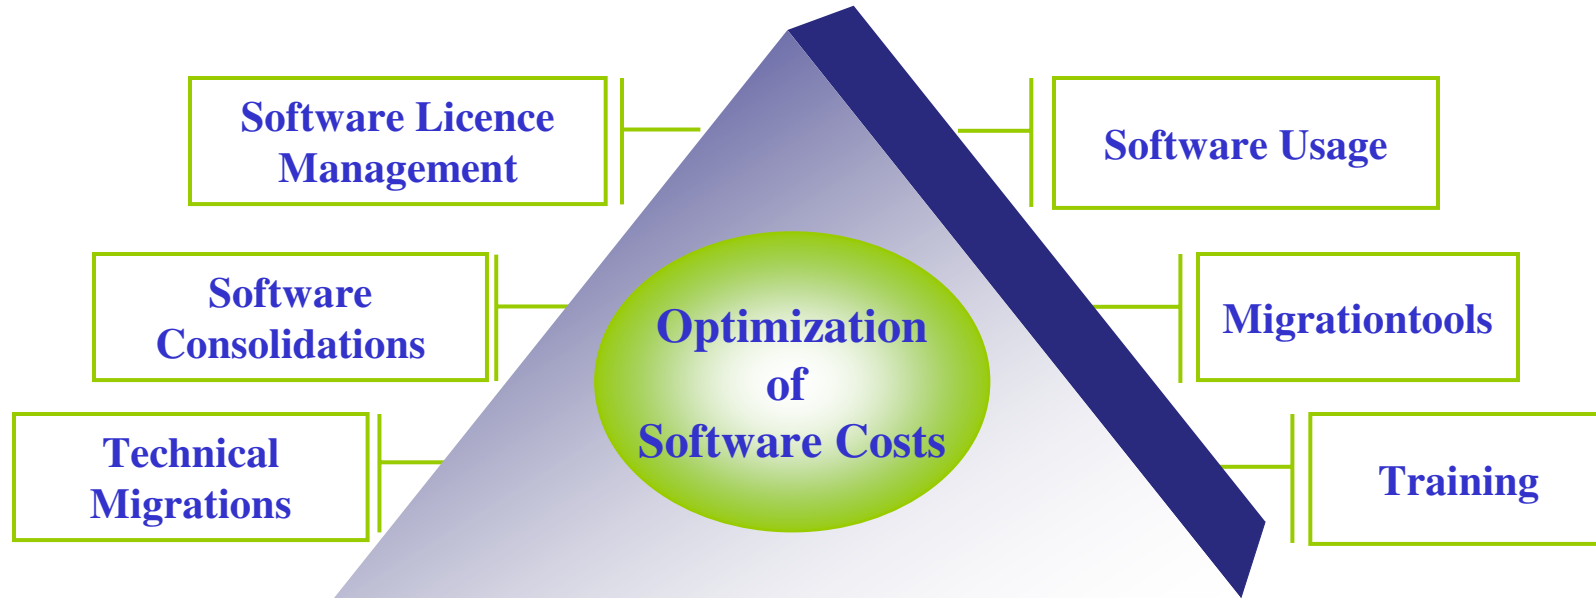 Software Licence
Management
Software Usage
Software
Consolidations
Optimization
of
Software Costs
Migrationtools
Technical
Migrations
Training